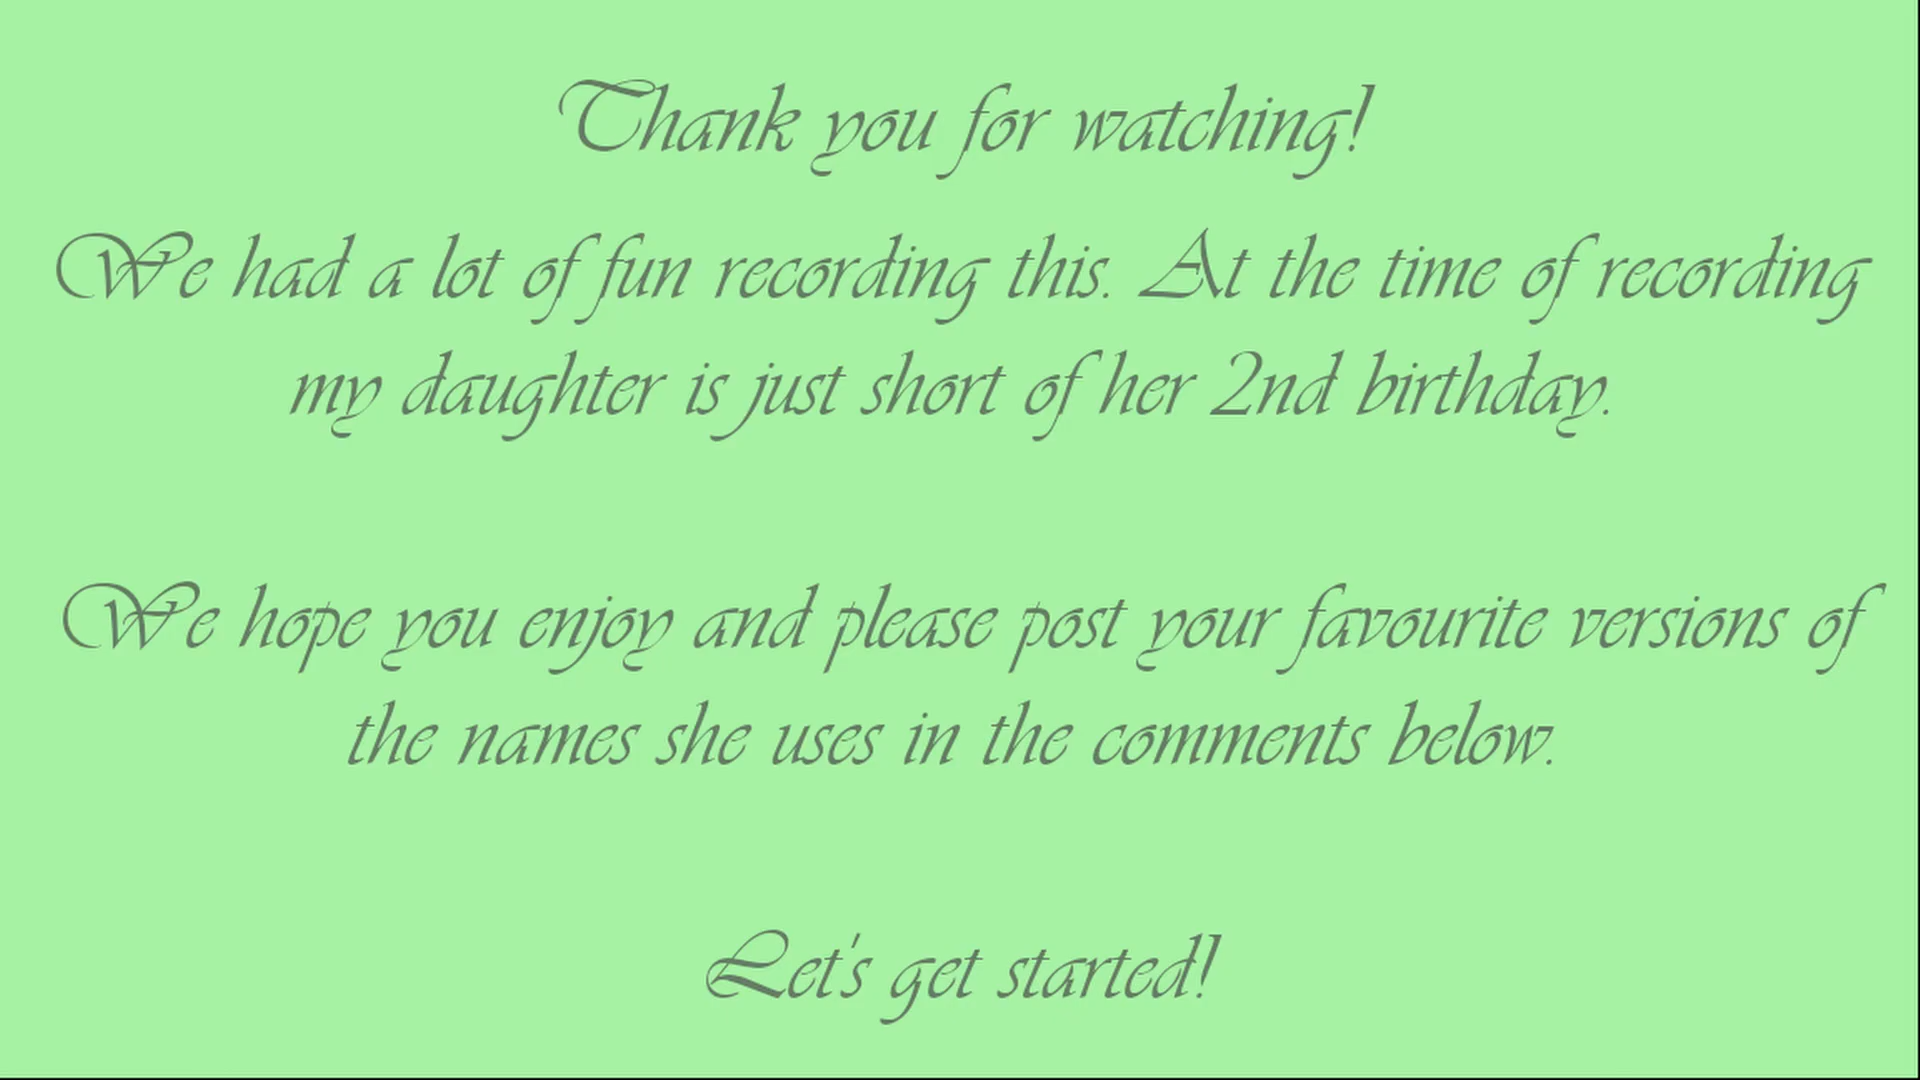 Thank you for watching!
We had a lot of fun recording this. At the time of recording
my daughter is just short of her 2nd birthday.
We hope you enjoy and please post your favourite versions of
the names she uses in the comments below.
Let's get started!